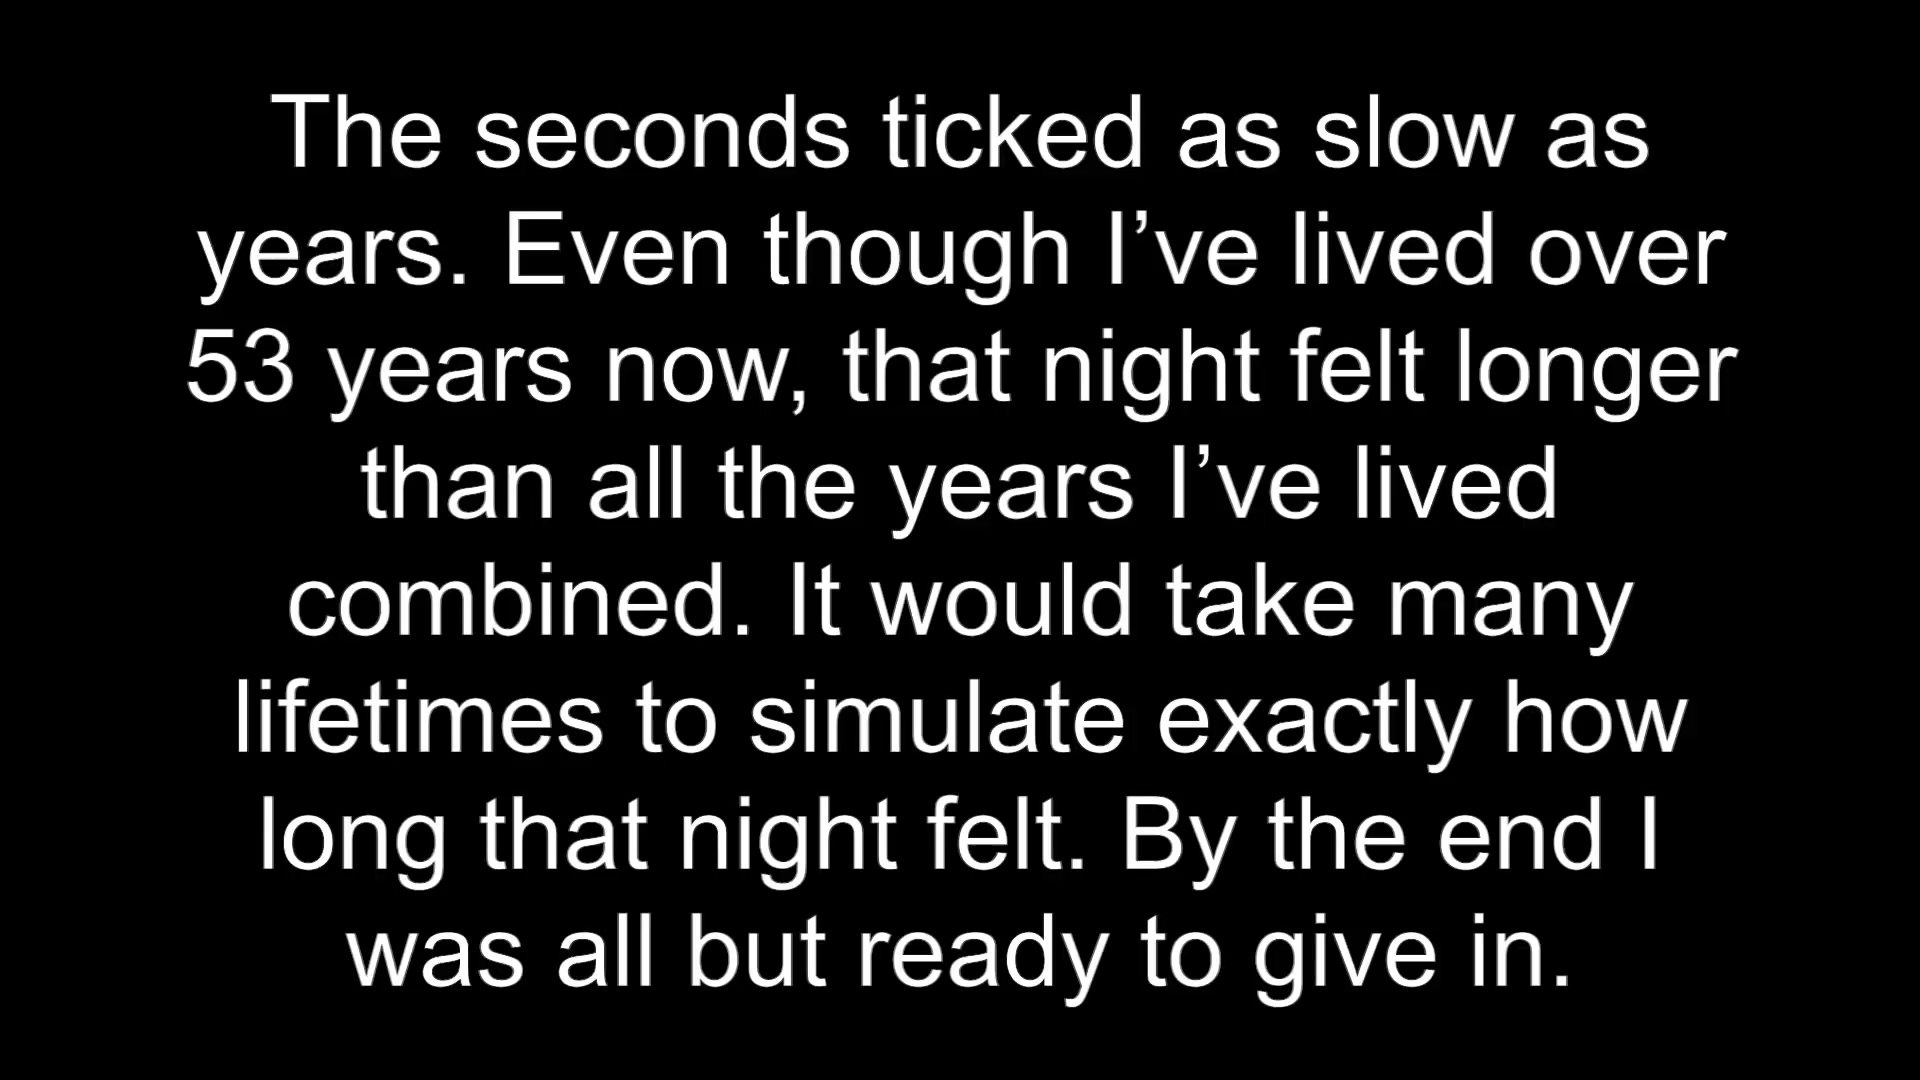 The seconds ticked as slow as
years. Even though I’ve lived over
53 years now, that night felt longer
than all the years I’ve lived
combined. It would take many
lifetimes to simulate exactly how
long that night felt. By the end I
was all but ready to give in.